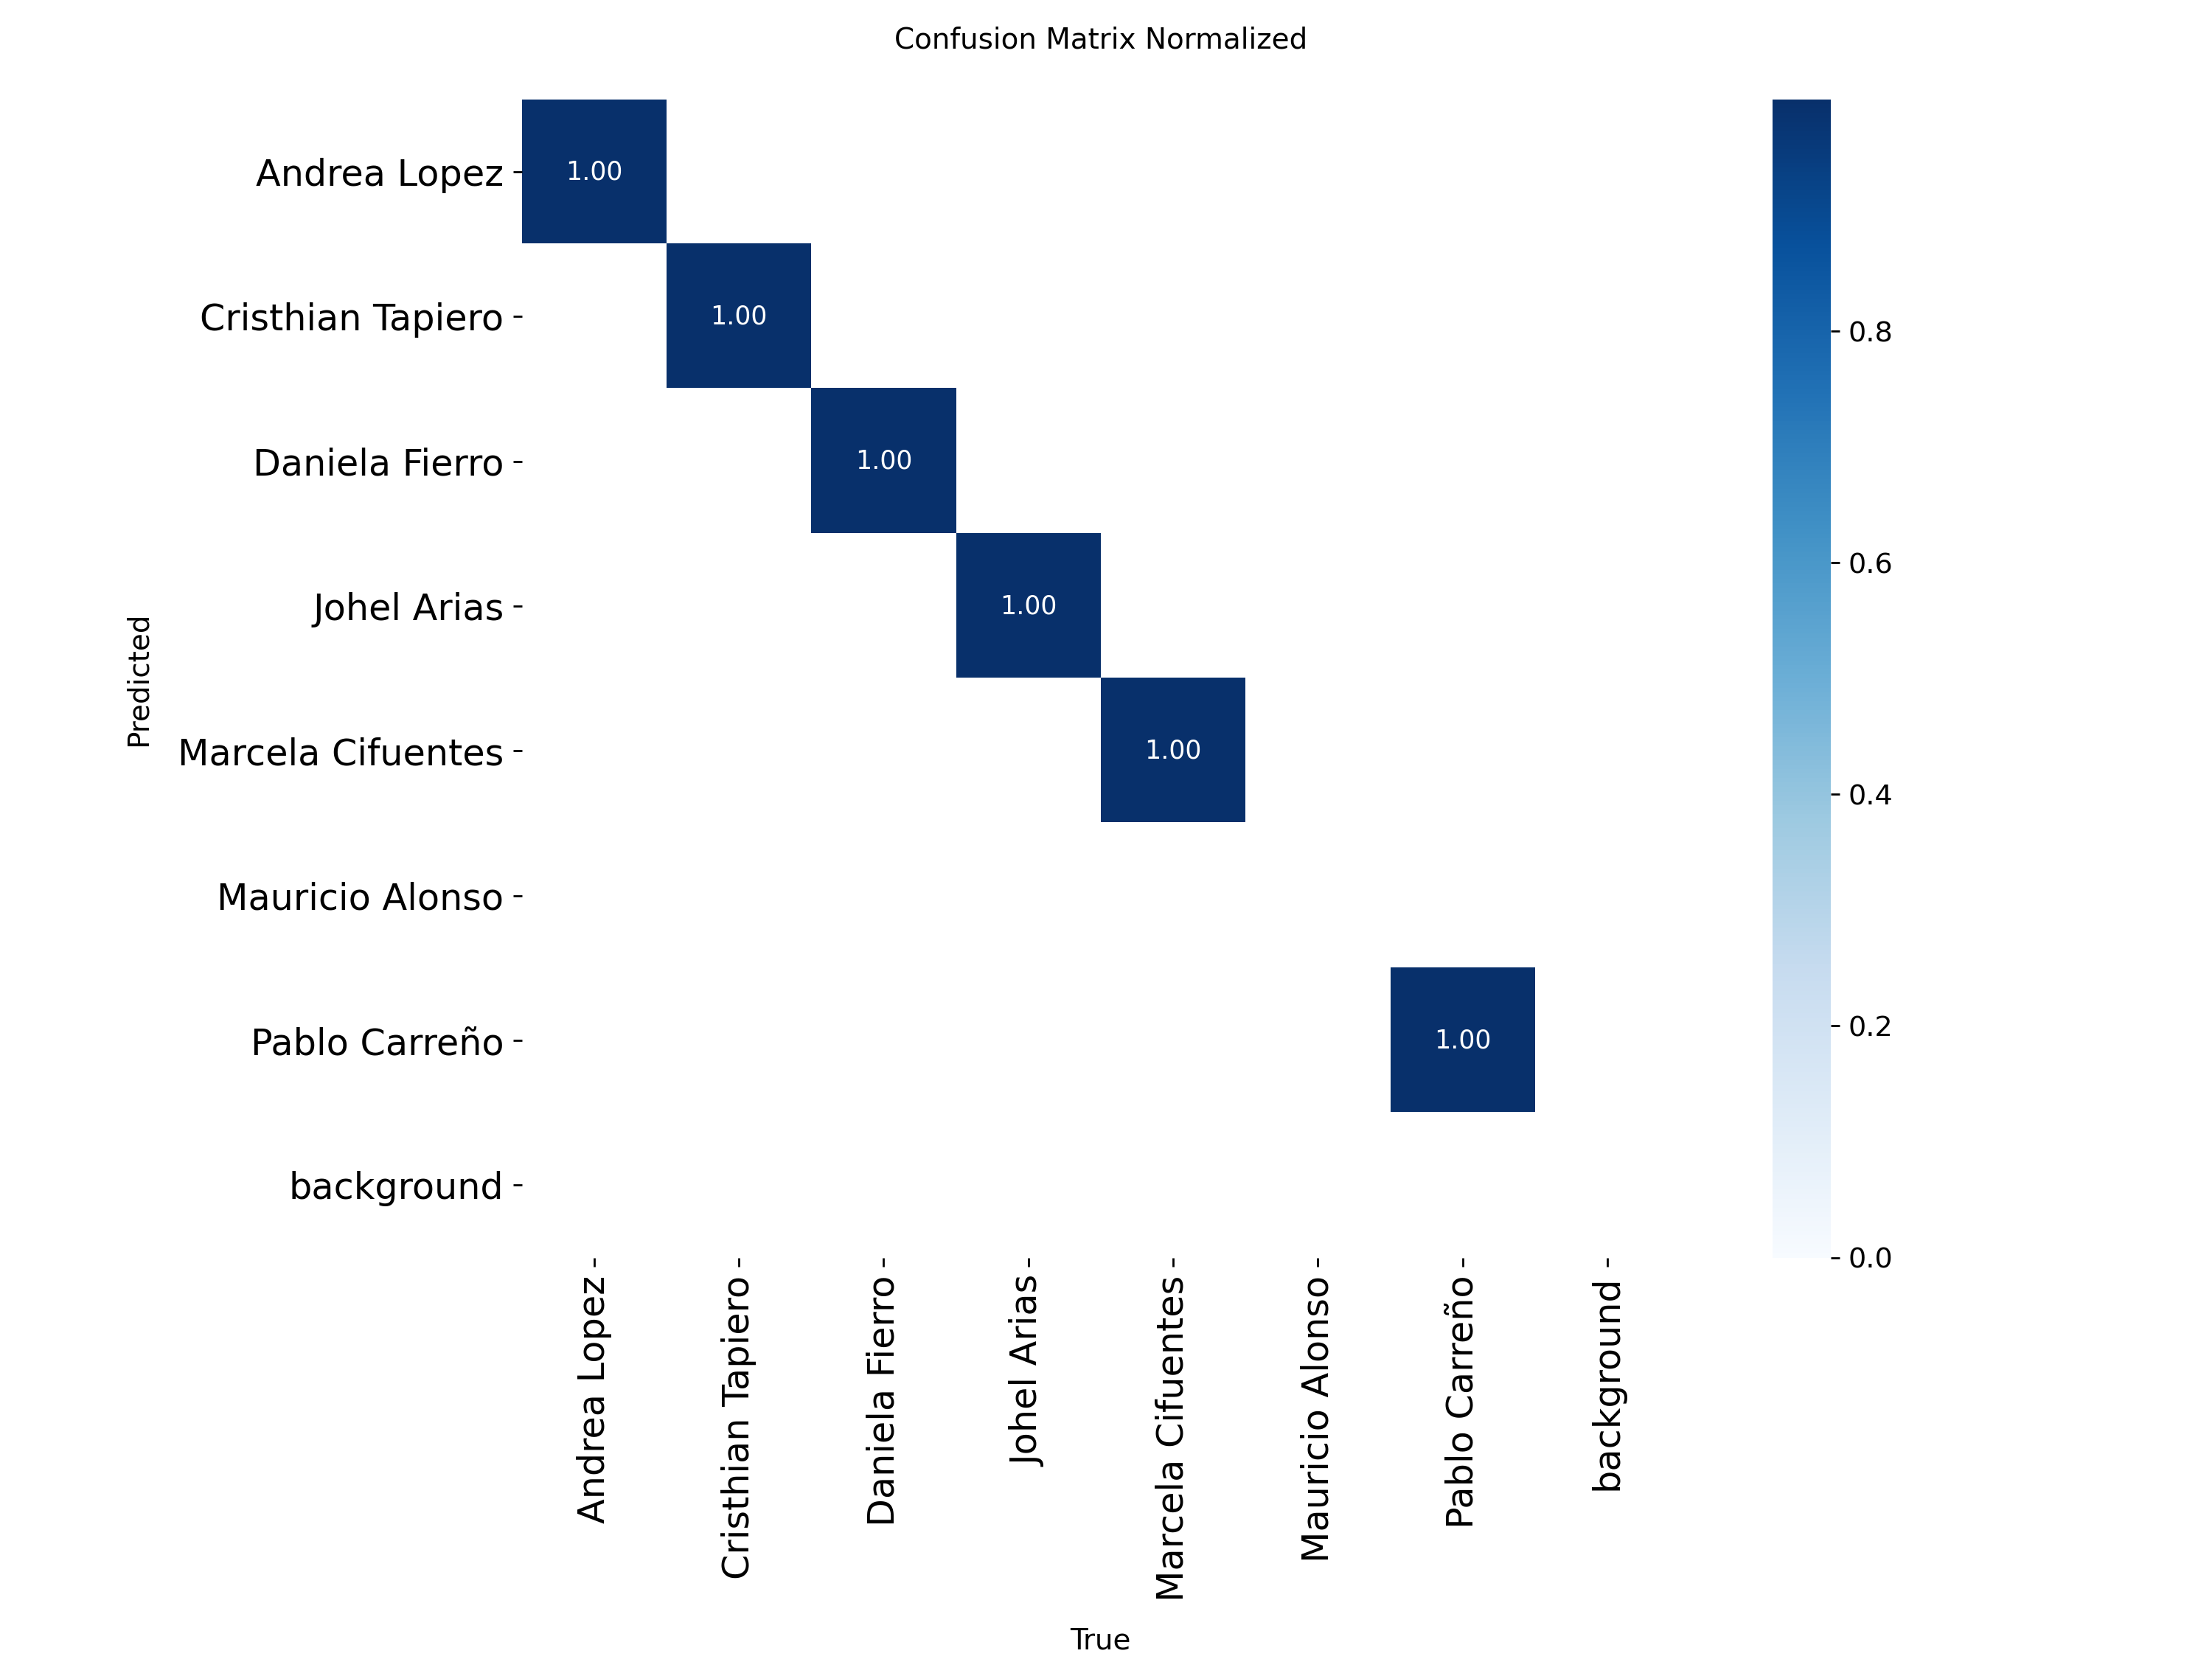 Confusion Matrix Normalized
Predicted
Andrea Lopez
Cristhian Tapiero
Daniela Fierro
Johel Arias
Marcela Cifuentes
Mauricio Alonso
Pablo Carreño
background
1.00
1.00
1.00
1.00
1.00
1.00
Andrea Lopez
Cristhian Tapiero
Daniela Fierro
Johel Arias
Marcela Cifuentes
Mauricio Alonso
Pablo Carreño
background
True
0.8
0.6
0.4
0.2
0.0